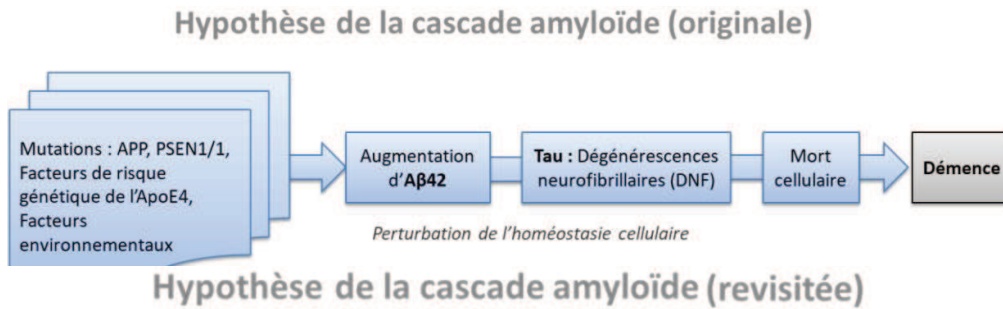 Hypothèse de la cascade amyloïde (originale)
Mutations : APP, PSEN1/1,
Facteurs de risque
génétique de l'ApoE4,
Facteurs
environnementaux
Augmentation
d'Aβ42
Tau : Dégénérescences
neurofibrillaires (DNF)
Mort
cellulaire
Démence
Perturbation de l'homéostasie cellulaire
Hypothèse de la cascade amyloïde (revisitée)